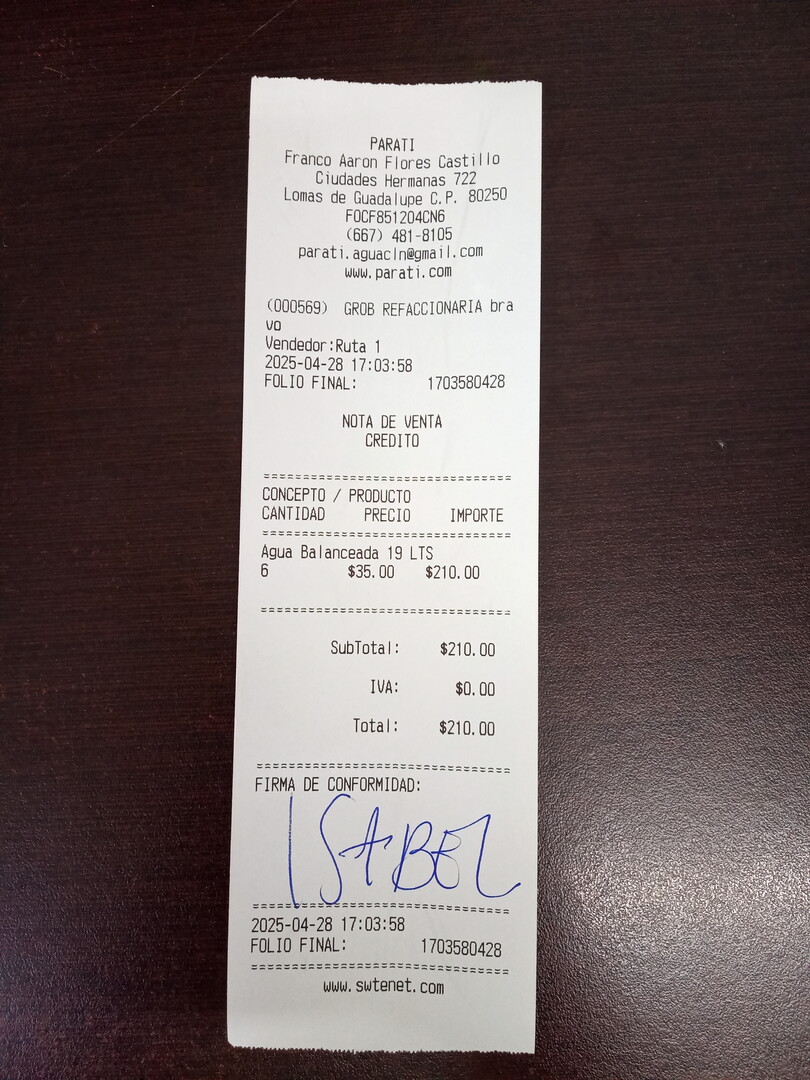 PARATI
Franco Aaron Flores Castillo
Ciudades Hermanas 722
Lomas de Guadalupe C.P. 80250
FOCF851204CN6
(667) 481-8105
parati.aguacln@gmail.com
www.parati.com
(000569) GROB REFACCIONARIA bra
vo
Vendedor:Ruta 1
2025-04-28 17:03:58
FOLIO FINAL: 1703580428
NOTA DE VENTA
CREDITO
================================
CONCEPTO / PRODUCTO
CANTIDAD PRECIO IMPORTE
================================
Agua Balanceada 19 LTS
6 $35.00 $210.00
================================
SubTotal: $210.00
IVA: $0.00
Total: $210.00
================================
FIRMA DE CONFORMIDAD:
ISABEL
================================
2025-04-28 17:03:58
FOLIO FINAL: 1703580428
================================
www.swtenet.com